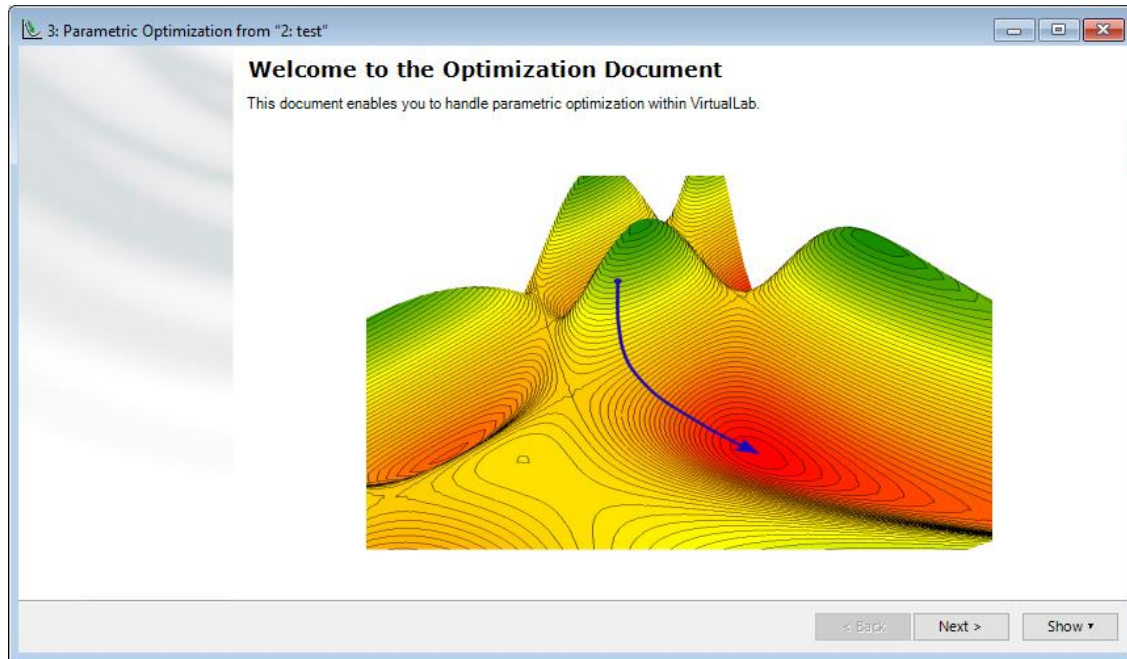 3: Parametric Optimization from "2: test"
Welcome to the Optimization Document
This document enables you to handle parametric optimization within VirtualLab.
< Back
Next >
Show